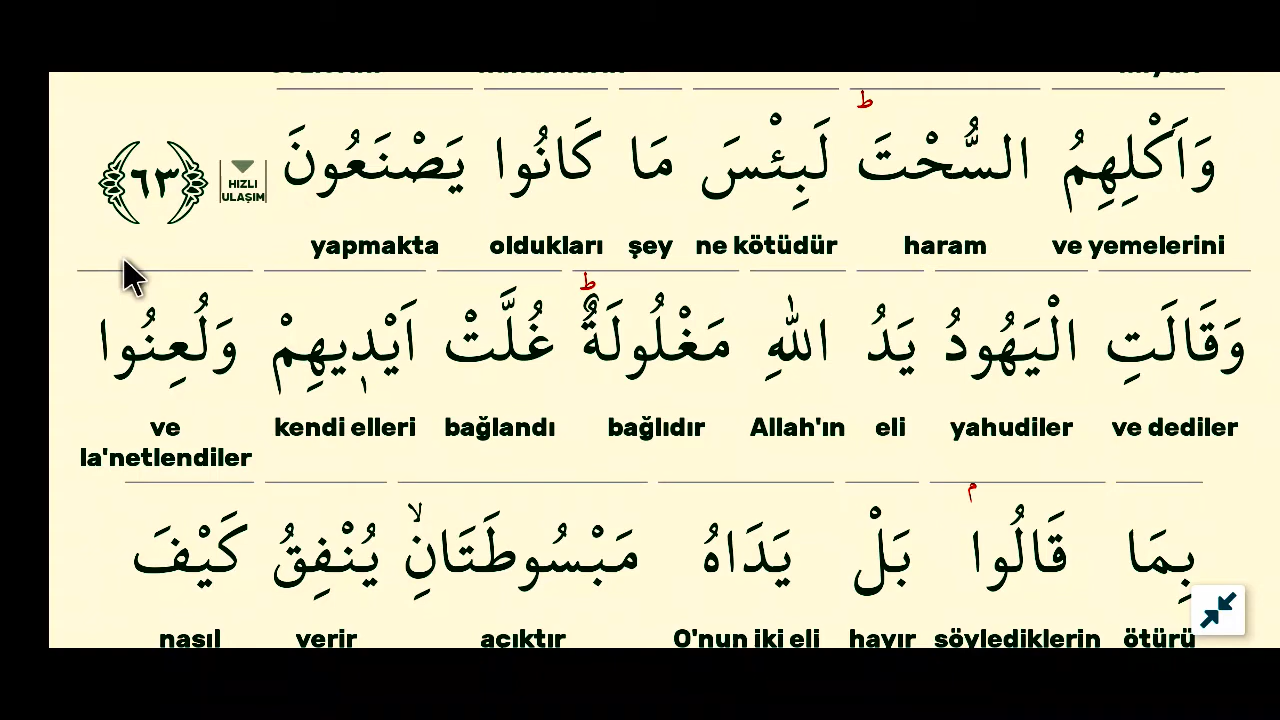 وَاَكْلِهِمُ السُّحْتَ ط لَبِئْسَ مَا كَانُوا يَصْنَعُونَ ﴿٦٣﴾
HIZLI
ULAŞIM
ve yemelerini haram ne kötüdür şey oldukları yapmakta
وَقَالَتِ الْيَهُودُ يَدُ اللّٰهِ مَغْلُولَةٌ ط غُلَّتْ اَيْد۪يهِمْ وَلُعِنُوا
ve dediler yahudiler eli Allah'ın bağlıdır bağlandı kendi elleri ve
la'netlendiler
بِمَا قَالُوا م بَلْ يَدَاهُ مَبْسُوطَتَانِ لا يُنْفِقُ كَيْفَ
ötürü söylediklerin hayır O'nun iki eli açıktır verir nasıl